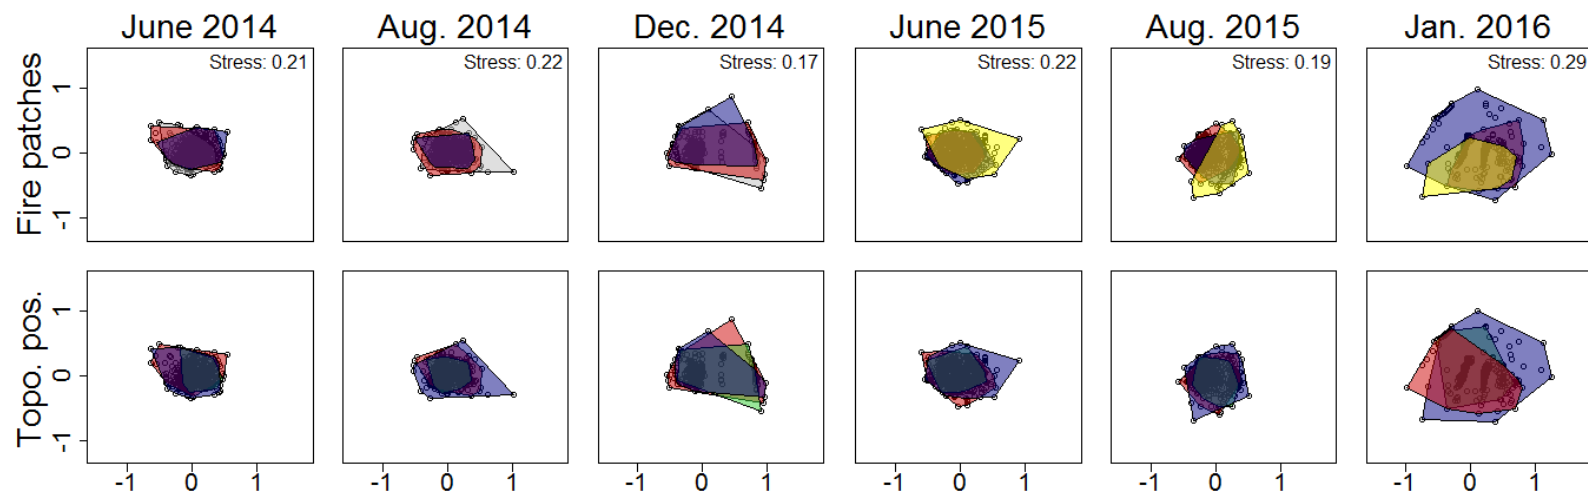 June 2014 Aug. 2014 Dec. 2014 June 2015 Aug. 2015 Jan. 2016
Fire patches
1
0
-1
Stress: 0.21 Stress: 0.22 Stress: 0.17 Stress: 0.22 Stress: 0.19 Stress: 0.29
Topo. pos.
1
0
-1
-1 0 1 -1 0 1 -1 0 1 -1 0 1 -1 0 1 -1 0 1